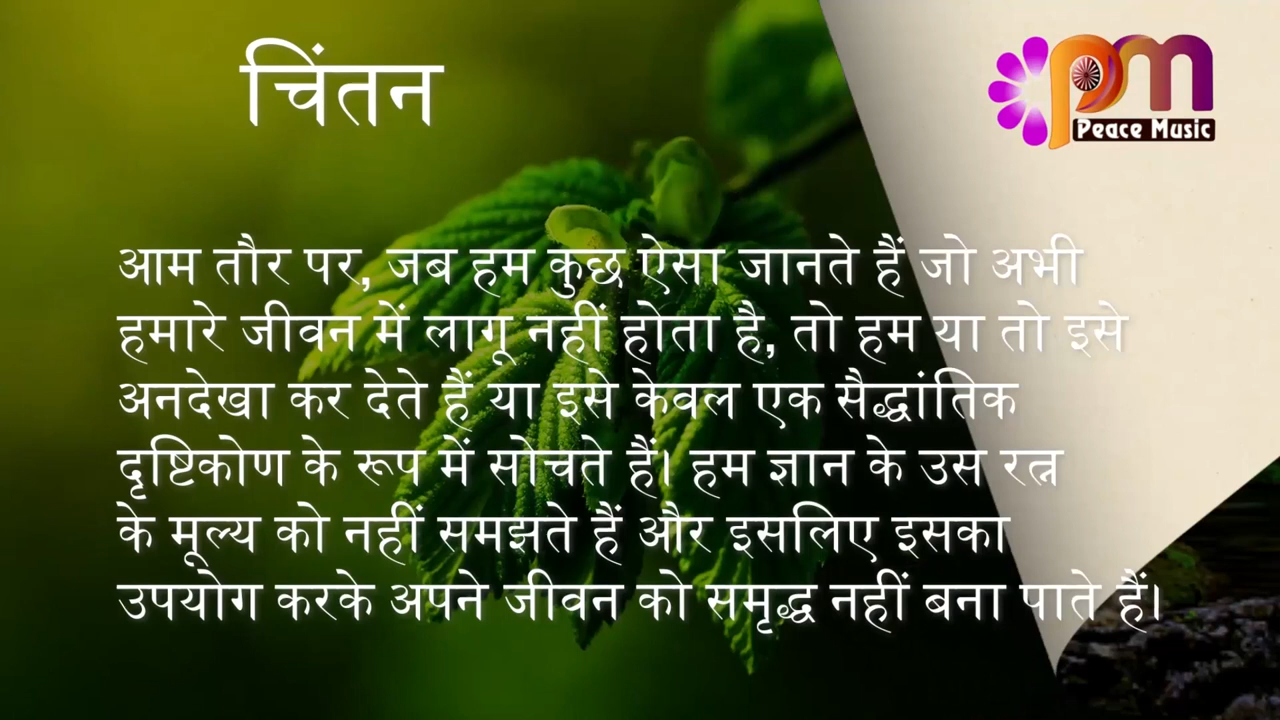 चिंतन
pm
Peace Music
आम तौर पर, जब हम कुछ ऐसा जानते हैं जो अभी
हमारे जीवन में लागू नहीं होता है, तो हम या तो इसे
अनदेखा कर देते हैं या इसे केवल एक सैद्धांतिक
दृष्टिकोण के रूप में सोचते हैं। हम ज्ञान के उस रत्न
के मूल्य को नहीं समझते हैं और इसलिए इसका
उपयोग करके अपने जीवन को समृद्ध नहीं बना पाते हैं।